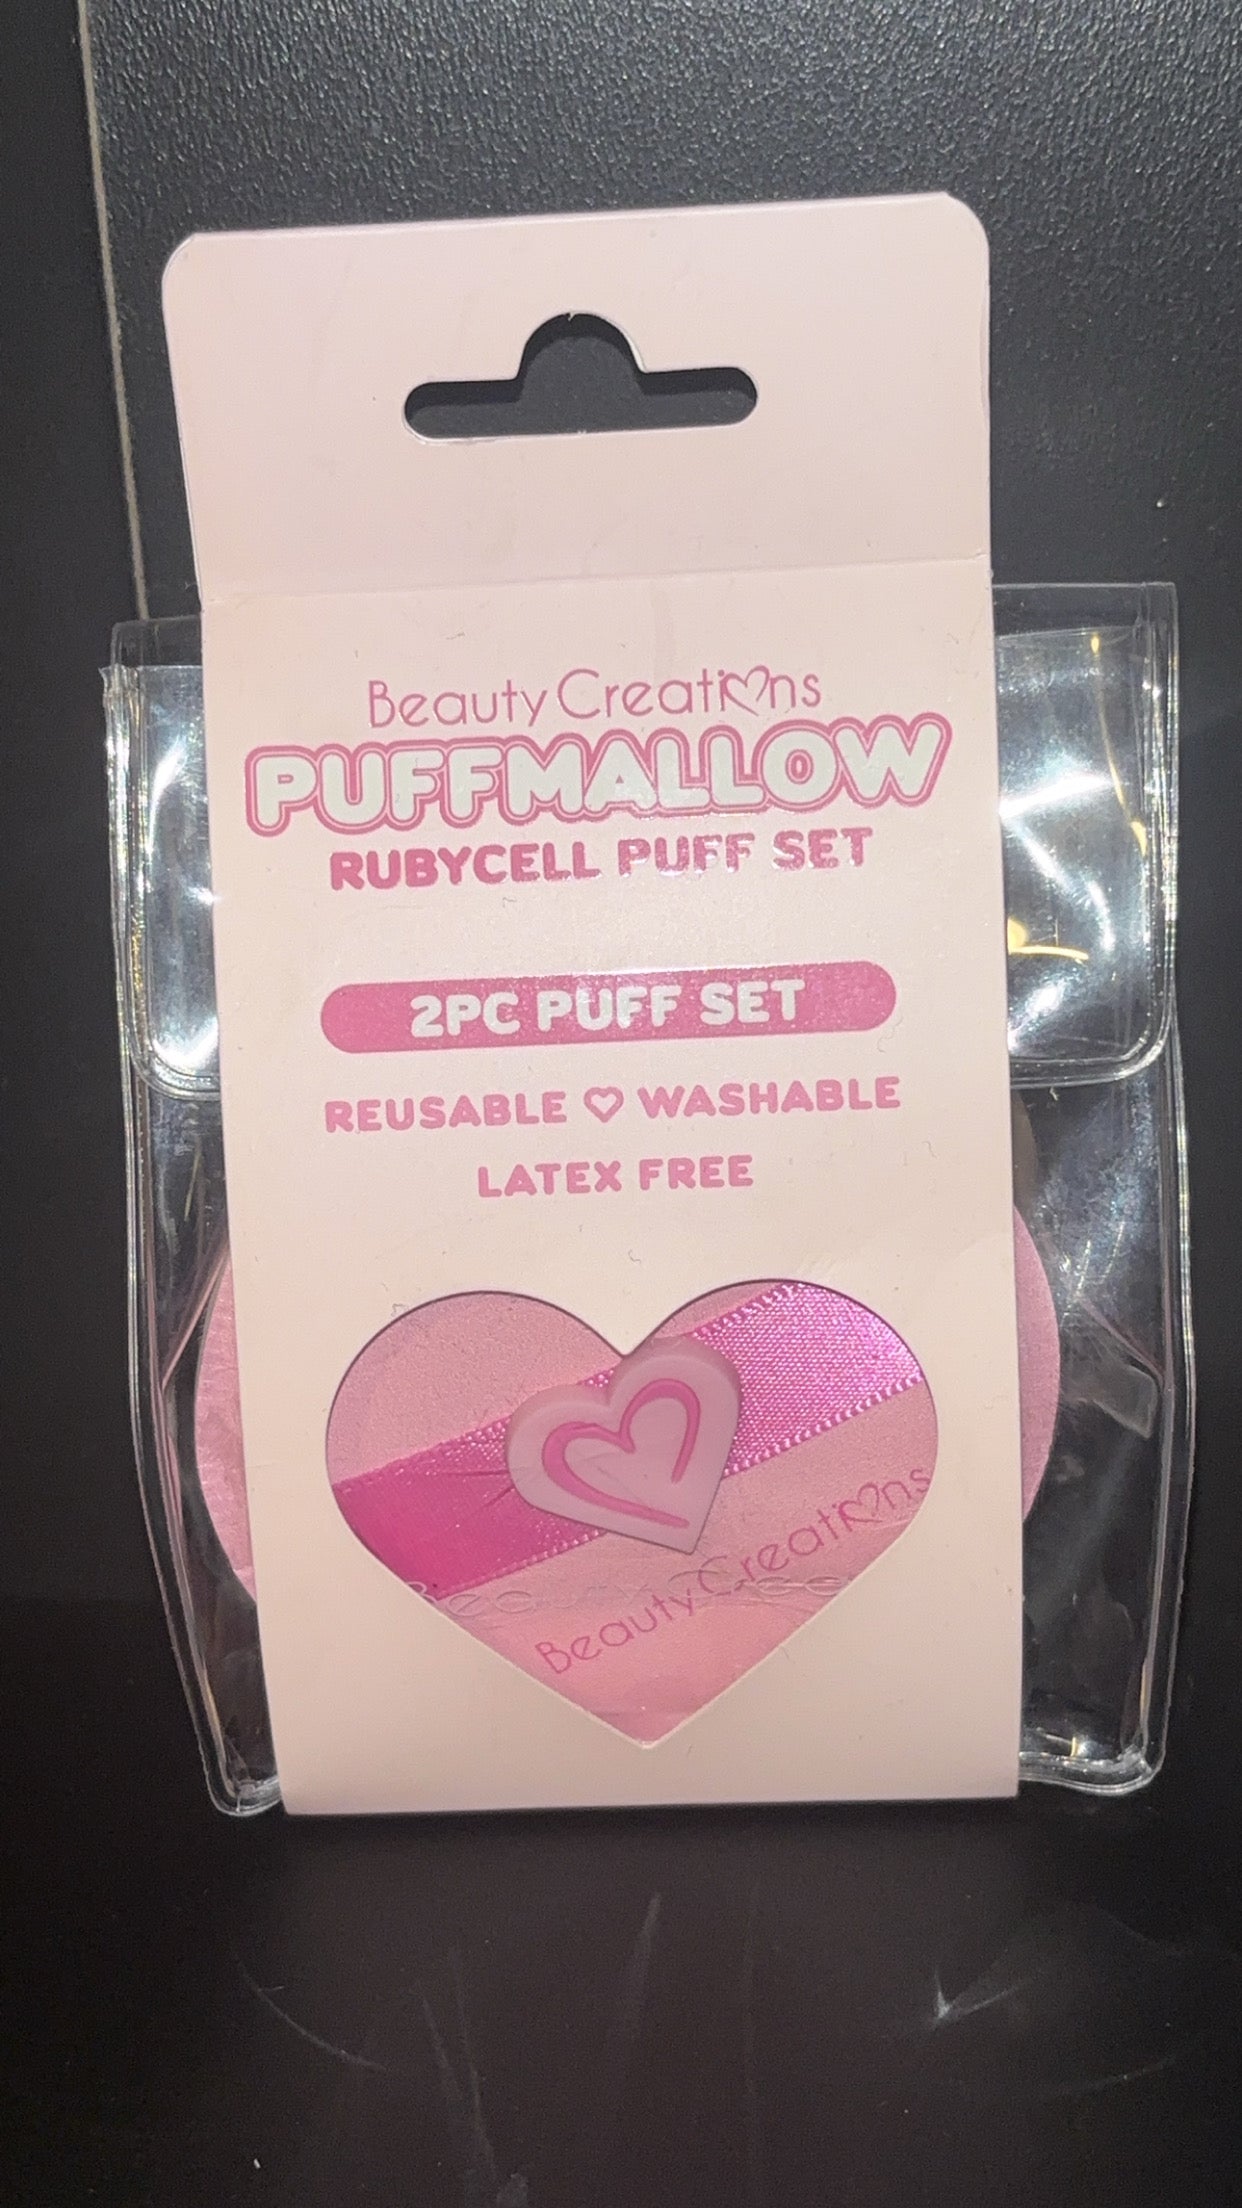 Beauty Creations
PUFFMALLOW
RUBYCELL PUFF SET
2PC PUFF SET
REUSABLE ♡ WASHABLE
LATEX FREE
Beauty Creations